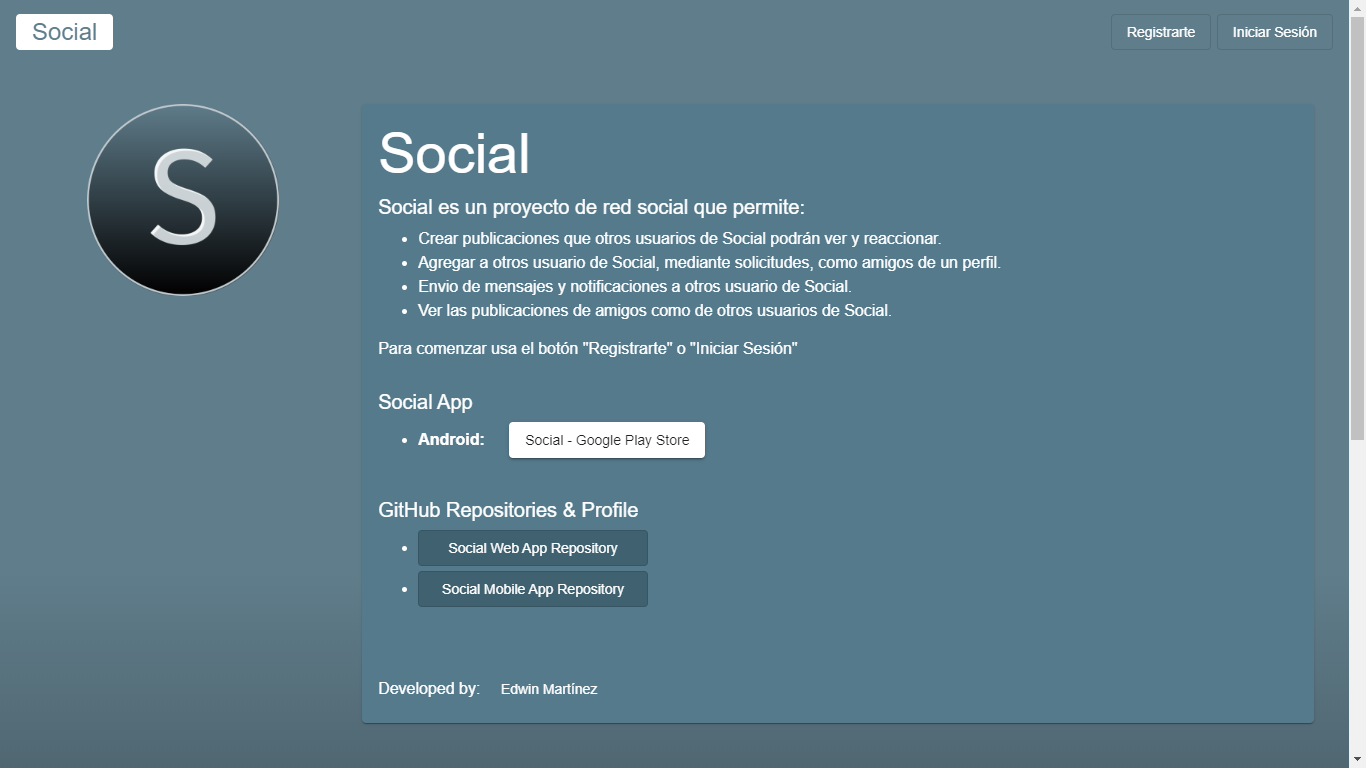 Social
Registrarte
Iniciar Sesión
S
Social
Social es un proyecto de red social que permite:
Crear publicaciones que otros usuarios de Social podrán ver y reaccionar.
Agregar a otros usuario de Social, mediante solicitudes, como amigos de un perfil.
Envio de mensajes y notificaciones a otros usuario de Social.
Ver las publicaciones de amigos como de otros usuarios de Social.
Para comenzar usa el botón "Registrarte" o "Iniciar Sesión"
Social App
Android: Social - Google Play Store
GitHub Repositories & Profile
Social Web App Repository
Social Mobile App Repository
Developed by: Edwin Martínez